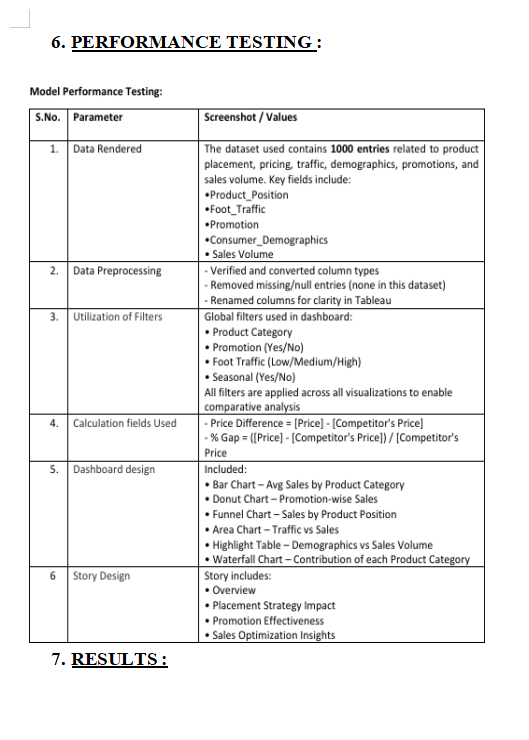 6. PERFORMANCE TESTING :
Model Performance Testing:
S.No. Parameter Screenshot / Values
1. Data Rendered The dataset used contains 1000 entries related to product
placement, pricing, traffic, demographics, promotions, and
sales volume. Key fields include:
•Product_Position
•Foot_Traffic
•Promotion
•Consumer_Demographics
• Sales Volume
2. Data Preprocessing - Verified and converted column types
- Removed missing/null entries (none in this dataset)
- Renamed columns for clarity in Tableau
3. Utilization of Filters Global filters used in dashboard:
• Product Category
• Promotion (Yes/No)
• Foot Traffic (Low/Medium/High)
• Seasonal (Yes/No)
All filters are applied across all visualizations to enable
comparative analysis
4. Calculation fields Used - Price Difference = [Price] - [Competitor's Price]
- % Gap = ([Price] - [Competitor's Price]) / [Competitor's
Price
5. Dashboard design Included:
• Bar Chart – Avg Sales by Product Category
• Donut Chart – Promotion-wise Sales
• Funnel Chart – Sales by Product Position
• Area Chart – Traffic vs Sales
• Highlight Table – Demographics vs Sales Volume
• Waterfall Chart – Contribution of each Product Category
6 Story Design Story includes:
• Overview
• Placement Strategy Impact
• Promotion Effectiveness
• Sales Optimization Insights
7. RESULTS :